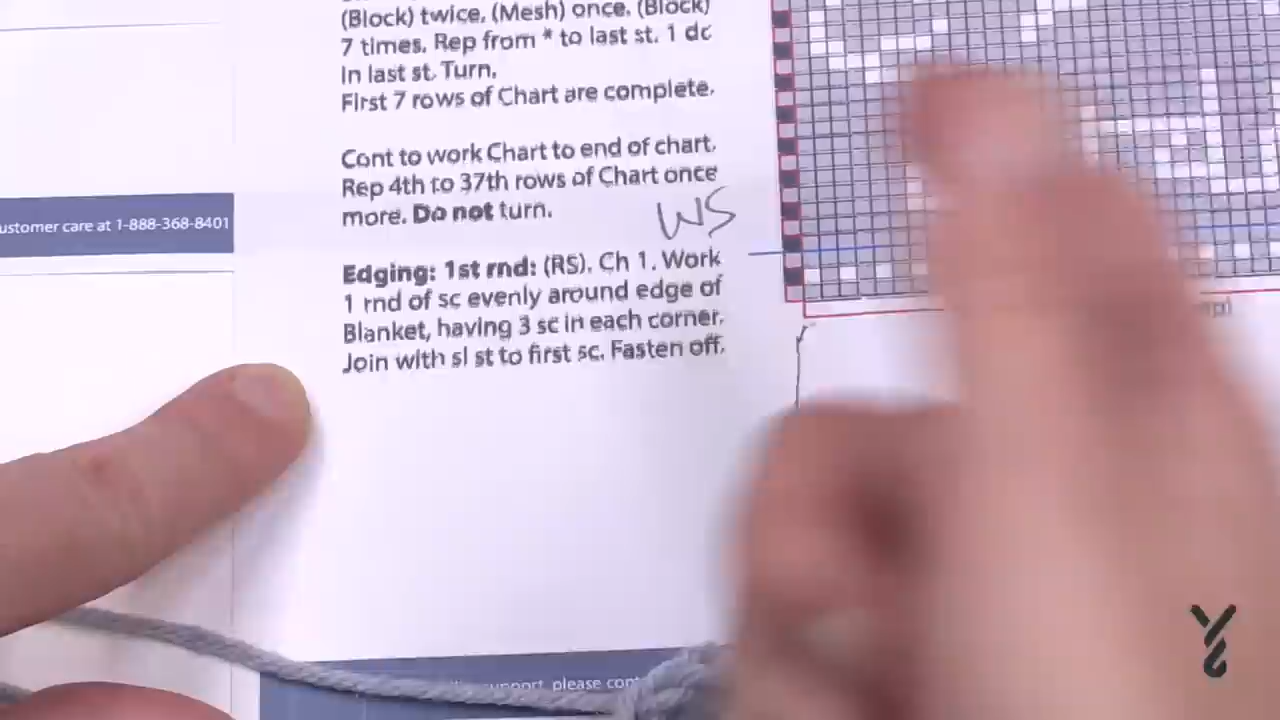 (Block) twice, (Mesh) once, (Block)
7 times. Rep from * to last st. 1 dc
in last st. Turn.
First 7 rows of Chart are complete.
Cont to work Chart to end of chart.
Rep 4th to 37th rows of Chart once
more. Do not turn.
WS
Edging: 1st rnd: (RS). Ch 1. Work
1 rnd of sc evenly around edge of
Blanket, having 3 sc in each corner.
Join with sl st to first sc. Fasten off.
ustomer care at 1-888-368-8401
support, please